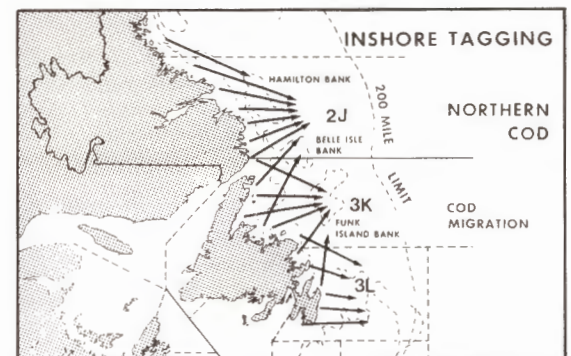 INSHORE TAGGING
HAMILTON BANK
2J
200 MILE
LIMIT
NORTHERN
COD
BELLE ISLE
BANK
3K
FUNK
ISLAND BANK
COD
MIGRATION
3L